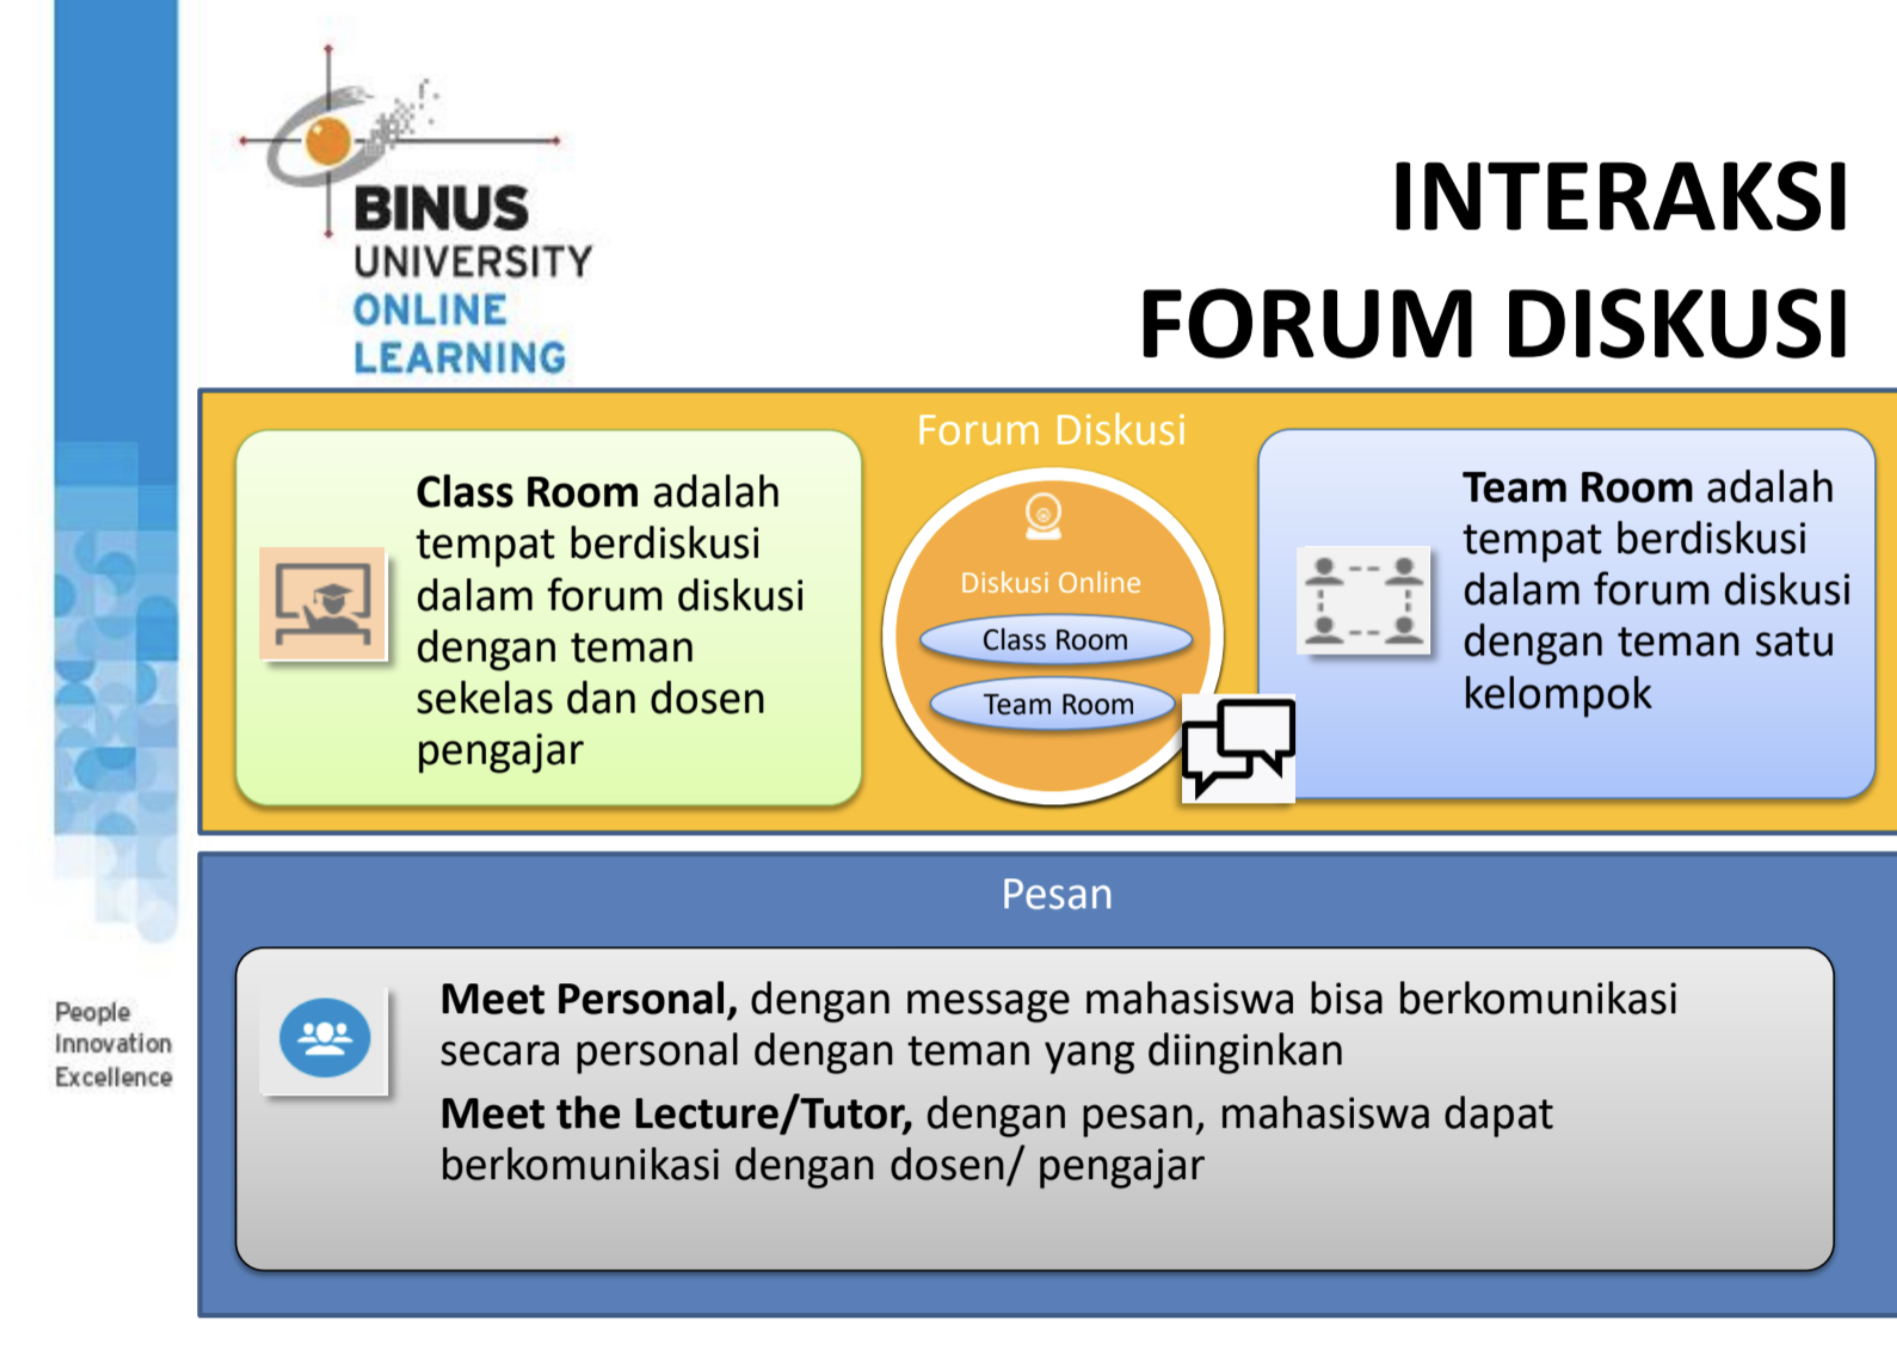 BINUS
UNIVERSITY
ONLINE
LEARNING
INTERAKSI
FORUM DISKUSI
Class Room adalah
tempat berdiskusi
dalam forum diskusi
dengan teman
sekelas dan dosen
pengajar
Forum Diskusi
Diskusi Online
Class Room
Team Room
Team Room adalah
tempat berdiskusi
dalam forum diskusi
dengan teman satu
kelompok
Pesan
Meet Personal, dengan message mahasiswa bisa berkomunikasi
secara personal dengan teman yang diinginkan
Meet the Lecture/Tutor, dengan pesan, mahasiswa dapat
berkomunikasi dengan dosen/ pengajar
People
Innovation
Excellence